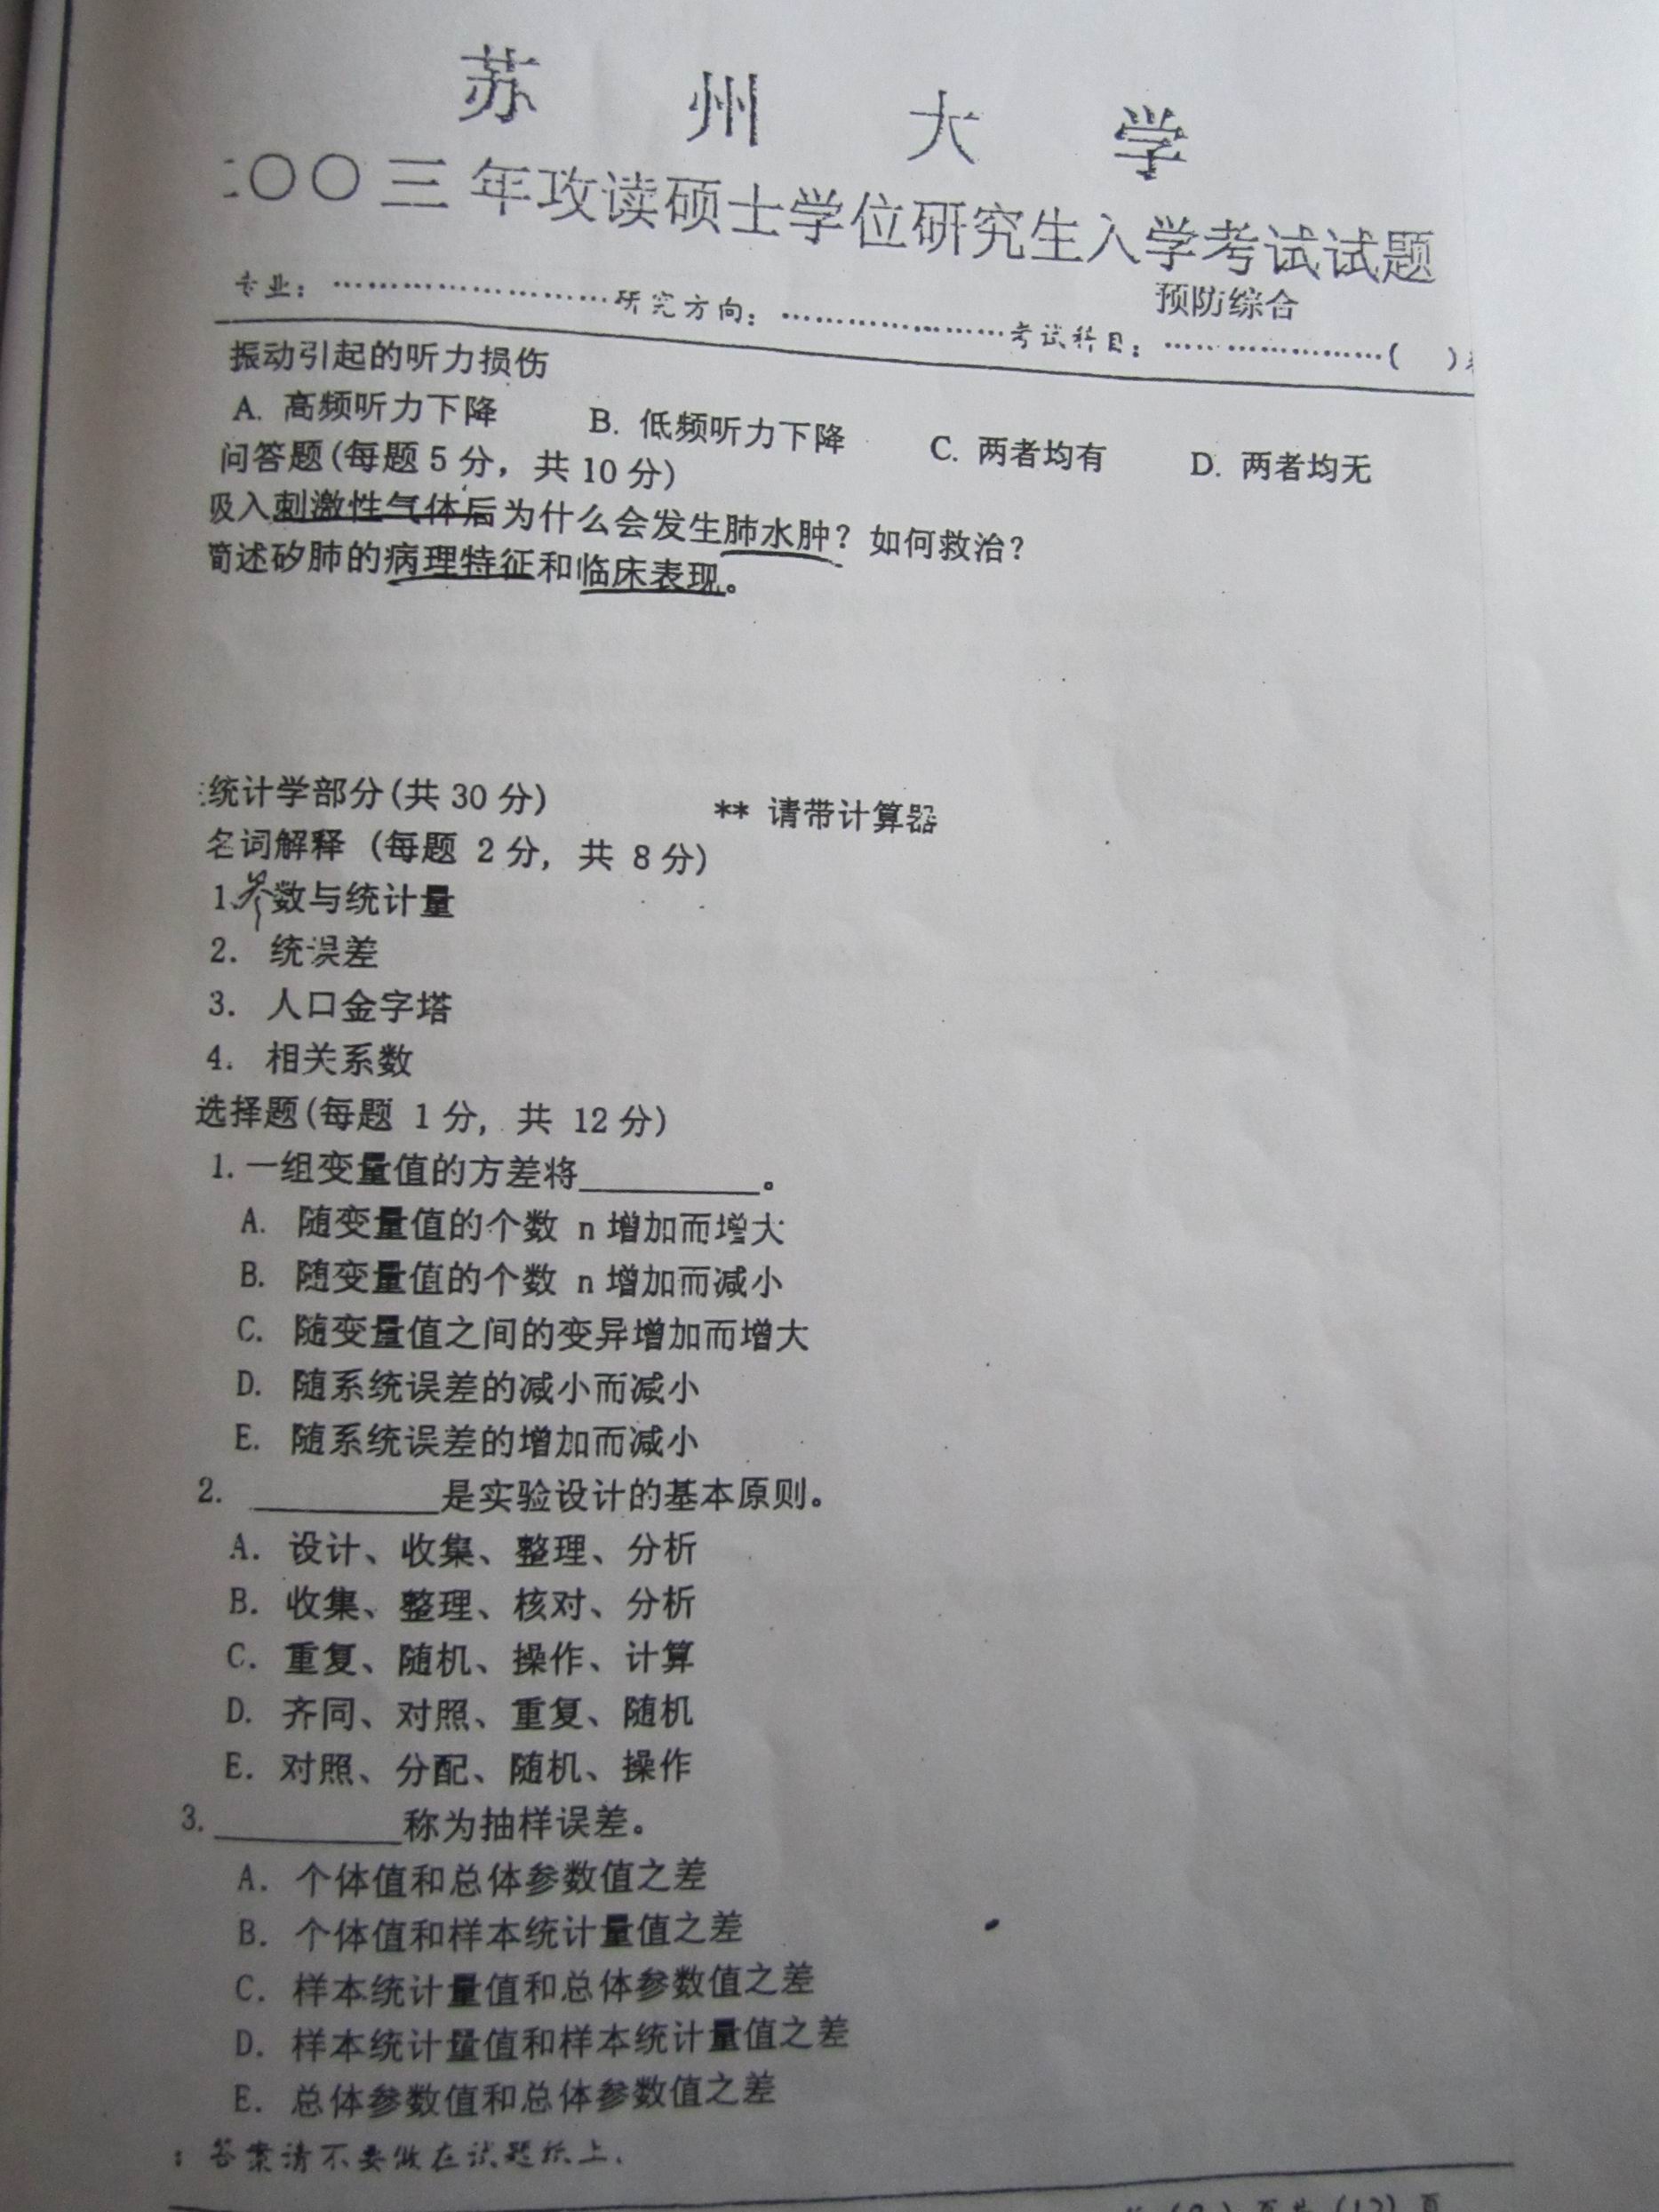 苏州大学
二〇〇三年攻读硕士学位研究生入学考试试题
专业：……………………研究方向：…………………考试科目：预防综合…………………( )
振动引起的听力损伤
A. 高频听力下降 B. 低频听力下降 C. 两者均有 D. 两者均无
问答题(每题5分，共10分)
吸入刺激性气体后为什么会发生肺水肿？如何救治？
简述矽肺的病理特征和临床表现。
统计学部分(共30分) ** 请带计算器
名词解释 (每题 2分, 共 8分)
1.参数与统计量
2. 统误差
3. 人口金字塔
4. 相关系数
选择题(每题 1分, 共 12分)
1. 一组变量值的方差将__________。
A. 随变量值的个数 n 增加而增大
B. 随变量值的个数 n 增加而减小
C. 随变量值之间的变异增加而增大
D. 随系统误差的减小而减小
E. 随系统误差的增加而减小
2. __________是实验设计的基本原则。
A. 设计、收集、整理、分析
B. 收集、整理、核对、分析
C. 重复、随机、操作、计算
D. 齐同、对照、重复、随机
E. 对照、分配、随机、操作
3. __________称为抽样误差。
A. 个体值和总体参数值之差
B. 个体值和样本统计量值之差
C. 样本统计量值和总体参数值之差
D. 样本统计量值和样本统计量值之差
E. 总体参数值和总体参数值之差
: 答案请不要做在试题纸上.